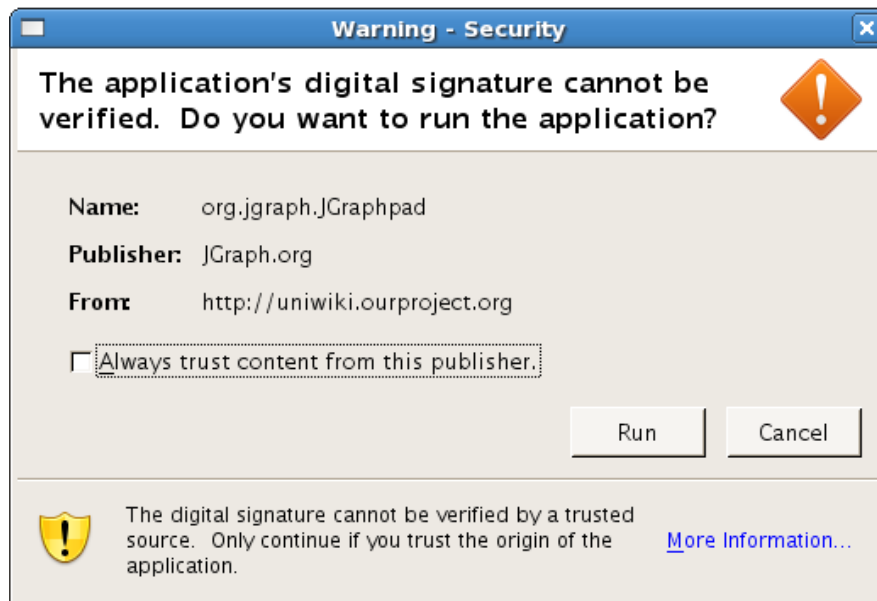 Warning - Security
The application's digital signature cannot be
verified. Do you want to run the application?
Name: org.jgraph.JGraphpad
Publisher: JGraph.org
From: http://uniwiki.ourproject.org
Always trust content from this publisher.
Run Cancel
The digital signature cannot be verified by a trusted
source. Only continue if you trust the origin of the
application.
More Information...